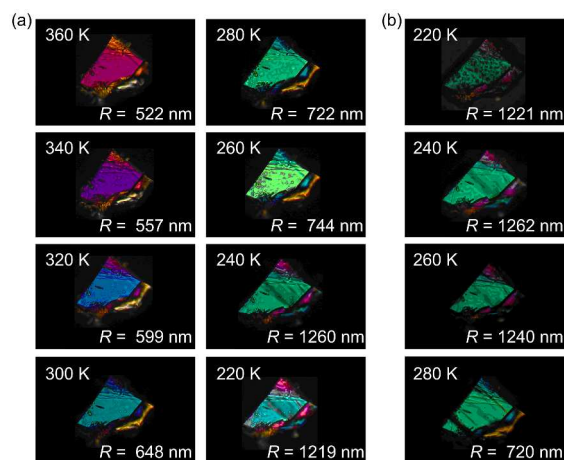 (a)
360 K
R = 522 nm
340 K
R = 557 nm
320 K
R = 599 nm
300 K
R = 648 nm
280 K
R = 722 nm
260 K
R = 744 nm
240 K
R = 1260 nm
220 K
R = 1219 nm
(b)
220 K
R = 1221 nm
240 K
R = 1262 nm
260 K
R = 1240 nm
280 K
R = 720 nm